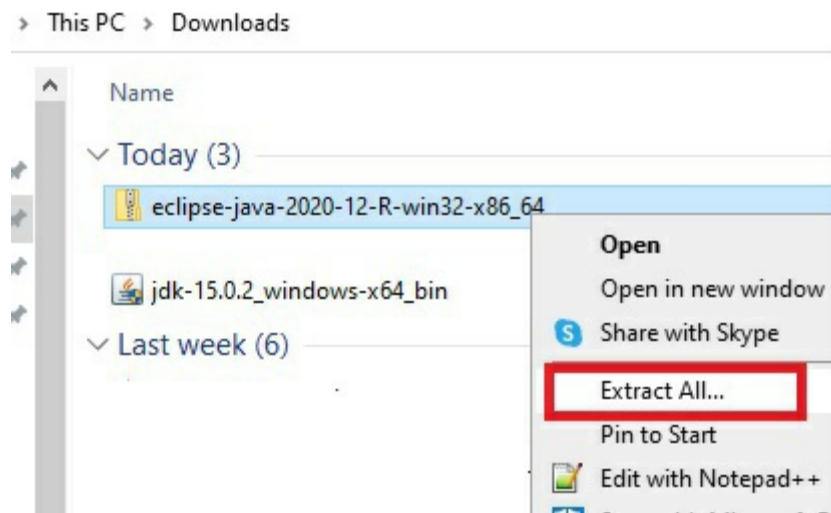 > This PC > Downloads
Name
Today (3)
eclipse-java-2020-12-R-win32-x86_64
Open
Open in new window
jdk-15.0.2_windows-x64_bin
Share with Skype
Last week (6)
Extract All...
Pin to Start
Edit with Notepad++